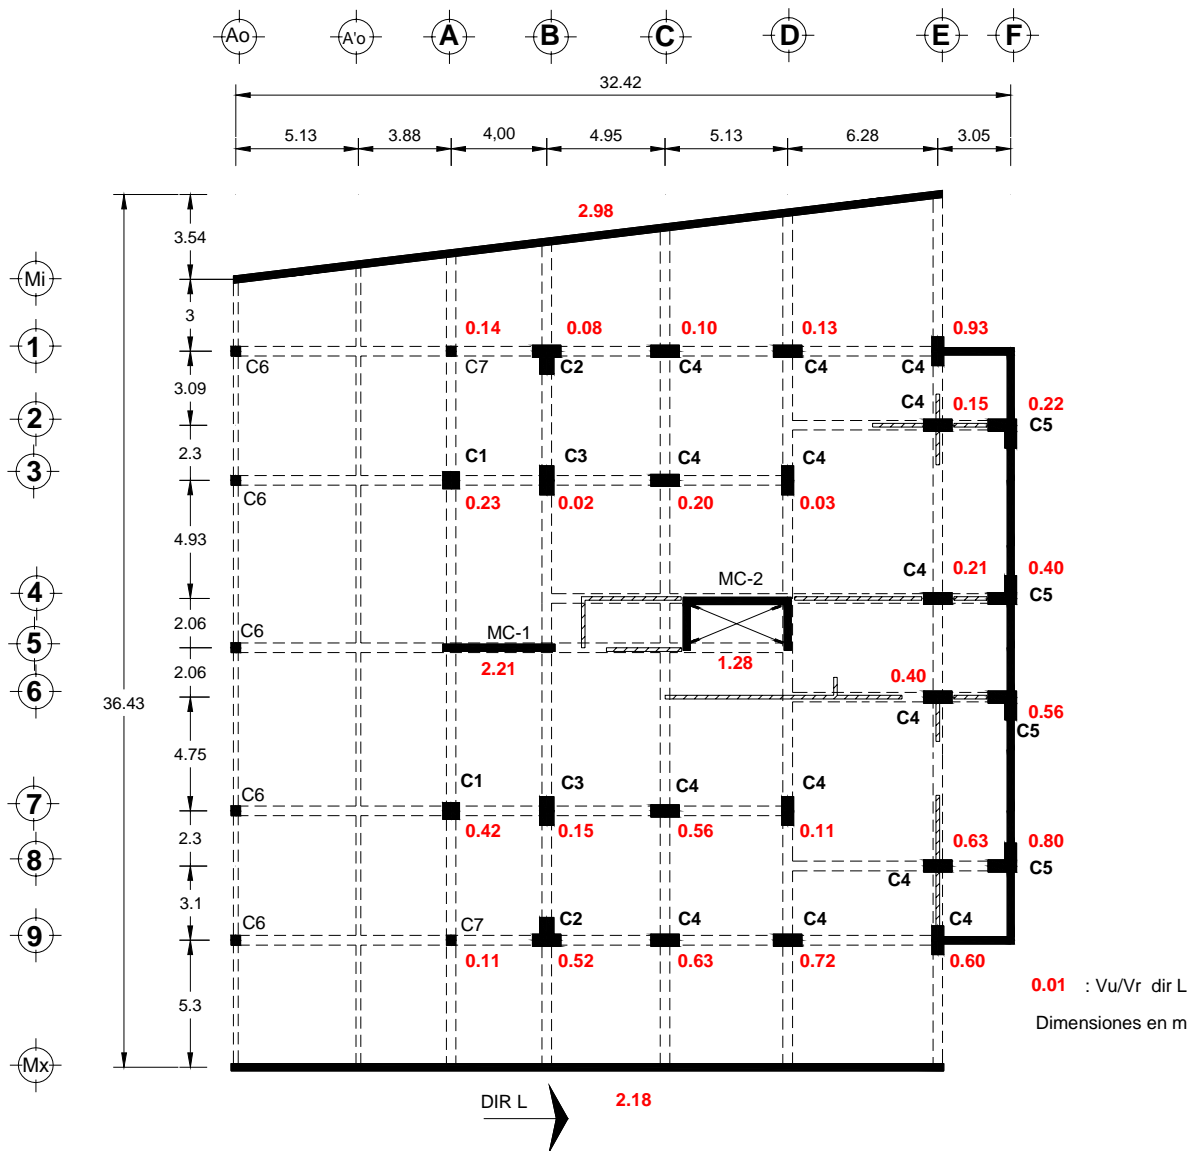 Ao A'o A B C D E F
32.42
5.13 3.88 4,00 4.95 5.13 6.28 3.05
2.98
3.54
Mi
3
0.14 0.08 0.10 0.13 0.93
1
C6 C7 C2 C4 C4 C4
36.43
3.09
C4 0.15 0.22
2
C5
2.3
C1 C3 C4 C4
3
C6 0.23 0.02 0.20 0.03
4.93
C4 0.21 0.40
MC-2
4
C5
2.06
C6 MC-1
5
2.21 1.28
2.06
0.40
6
C4 0.56
C5
4.75
C1 C3 C4 C4
C6
7
0.42 0.15 0.56 0.11
2.3
0.63 0.80
8
C4 C5
3.1
C6 C7 C2 C4 C4 C4
9
0.11 0.52 0.63 0.72 0.60
0.01 : Vu/Vr dir L
5.3
Dimensiones en m
Mx
DIR L 2.18